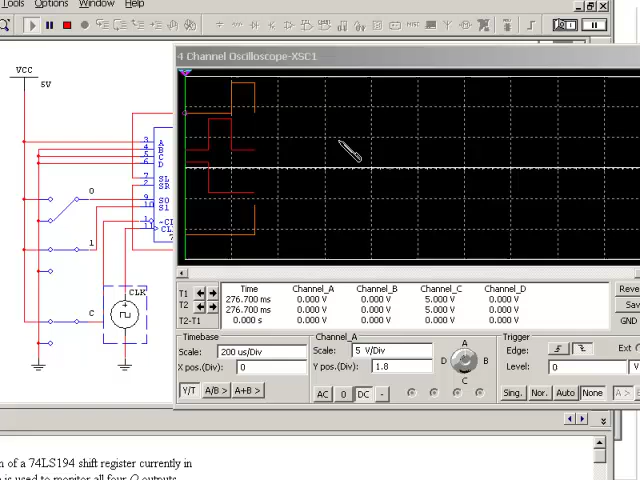 Tools Options Window Help
4 Channel Oscilloscope-XSC1
VCC
5V
3 A
4 B
5 C
6 D
7 SL
2 SR
0
9 S0
10 S1
1
1
11
CLK
C
Time Channel_A Channel_B Channel_C Channel_D
T1 276.700 ms 0.000 V 0.000 V 5.000 V 0.000 V
T2 276.700 ms 0.000 V 0.000 V 5.000 V 0.000 V
T2-T1 0.000 s 0.000 V 0.000 V 0.000 V 0.000 V
Reve
Sav
GND
Timebase Channel_A Trigger
Scale: 200 us/Div Scale: 5 V/Div Edge: Ext
X pos.(Div) 0 Y pos.(Div) 1.8 Level: 0 V
A
D B
C
Y/T A/B > A+B > AC 0 DC - Sing. Nor. Auto None A >
n of a 74LS194 shift register currently in
n is used to monitor all four Q outputs